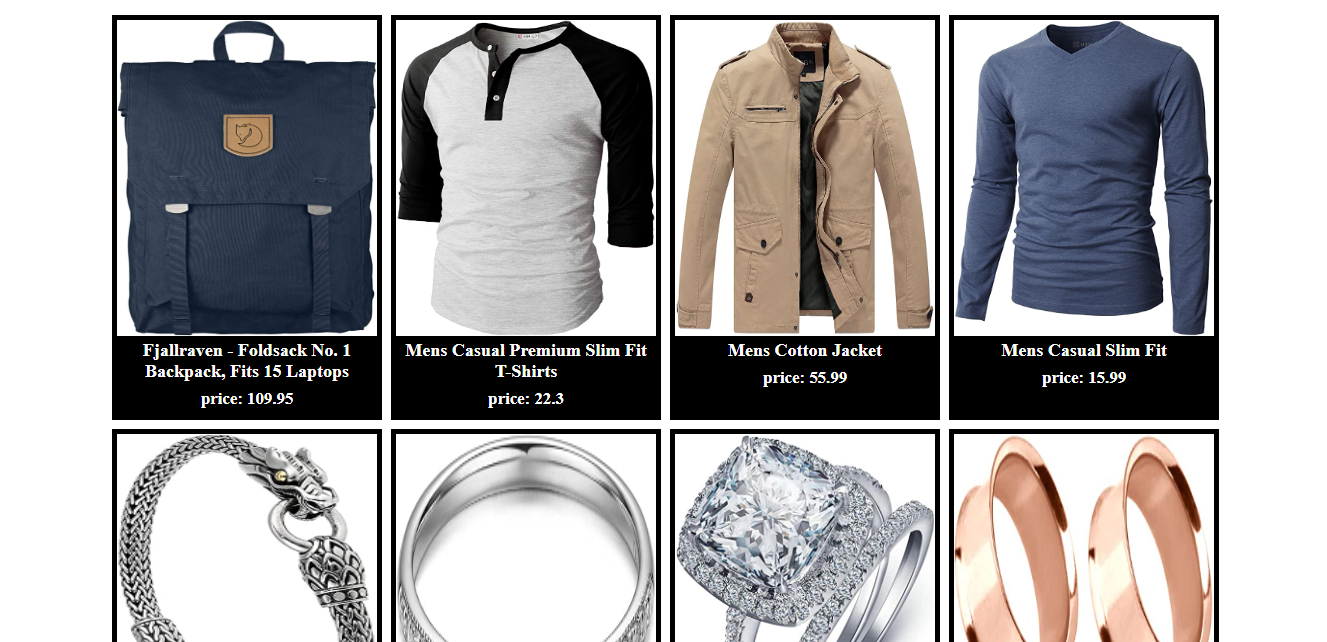 Fjallraven - Foldsack No. 1
Backpack, Fits 15 Laptops
price: 109.95
Mens Casual Premium Slim Fit
T-Shirts
price: 22.3
Mens Cotton Jacket
price: 55.99
Mens Casual Slim Fit
price: 15.99